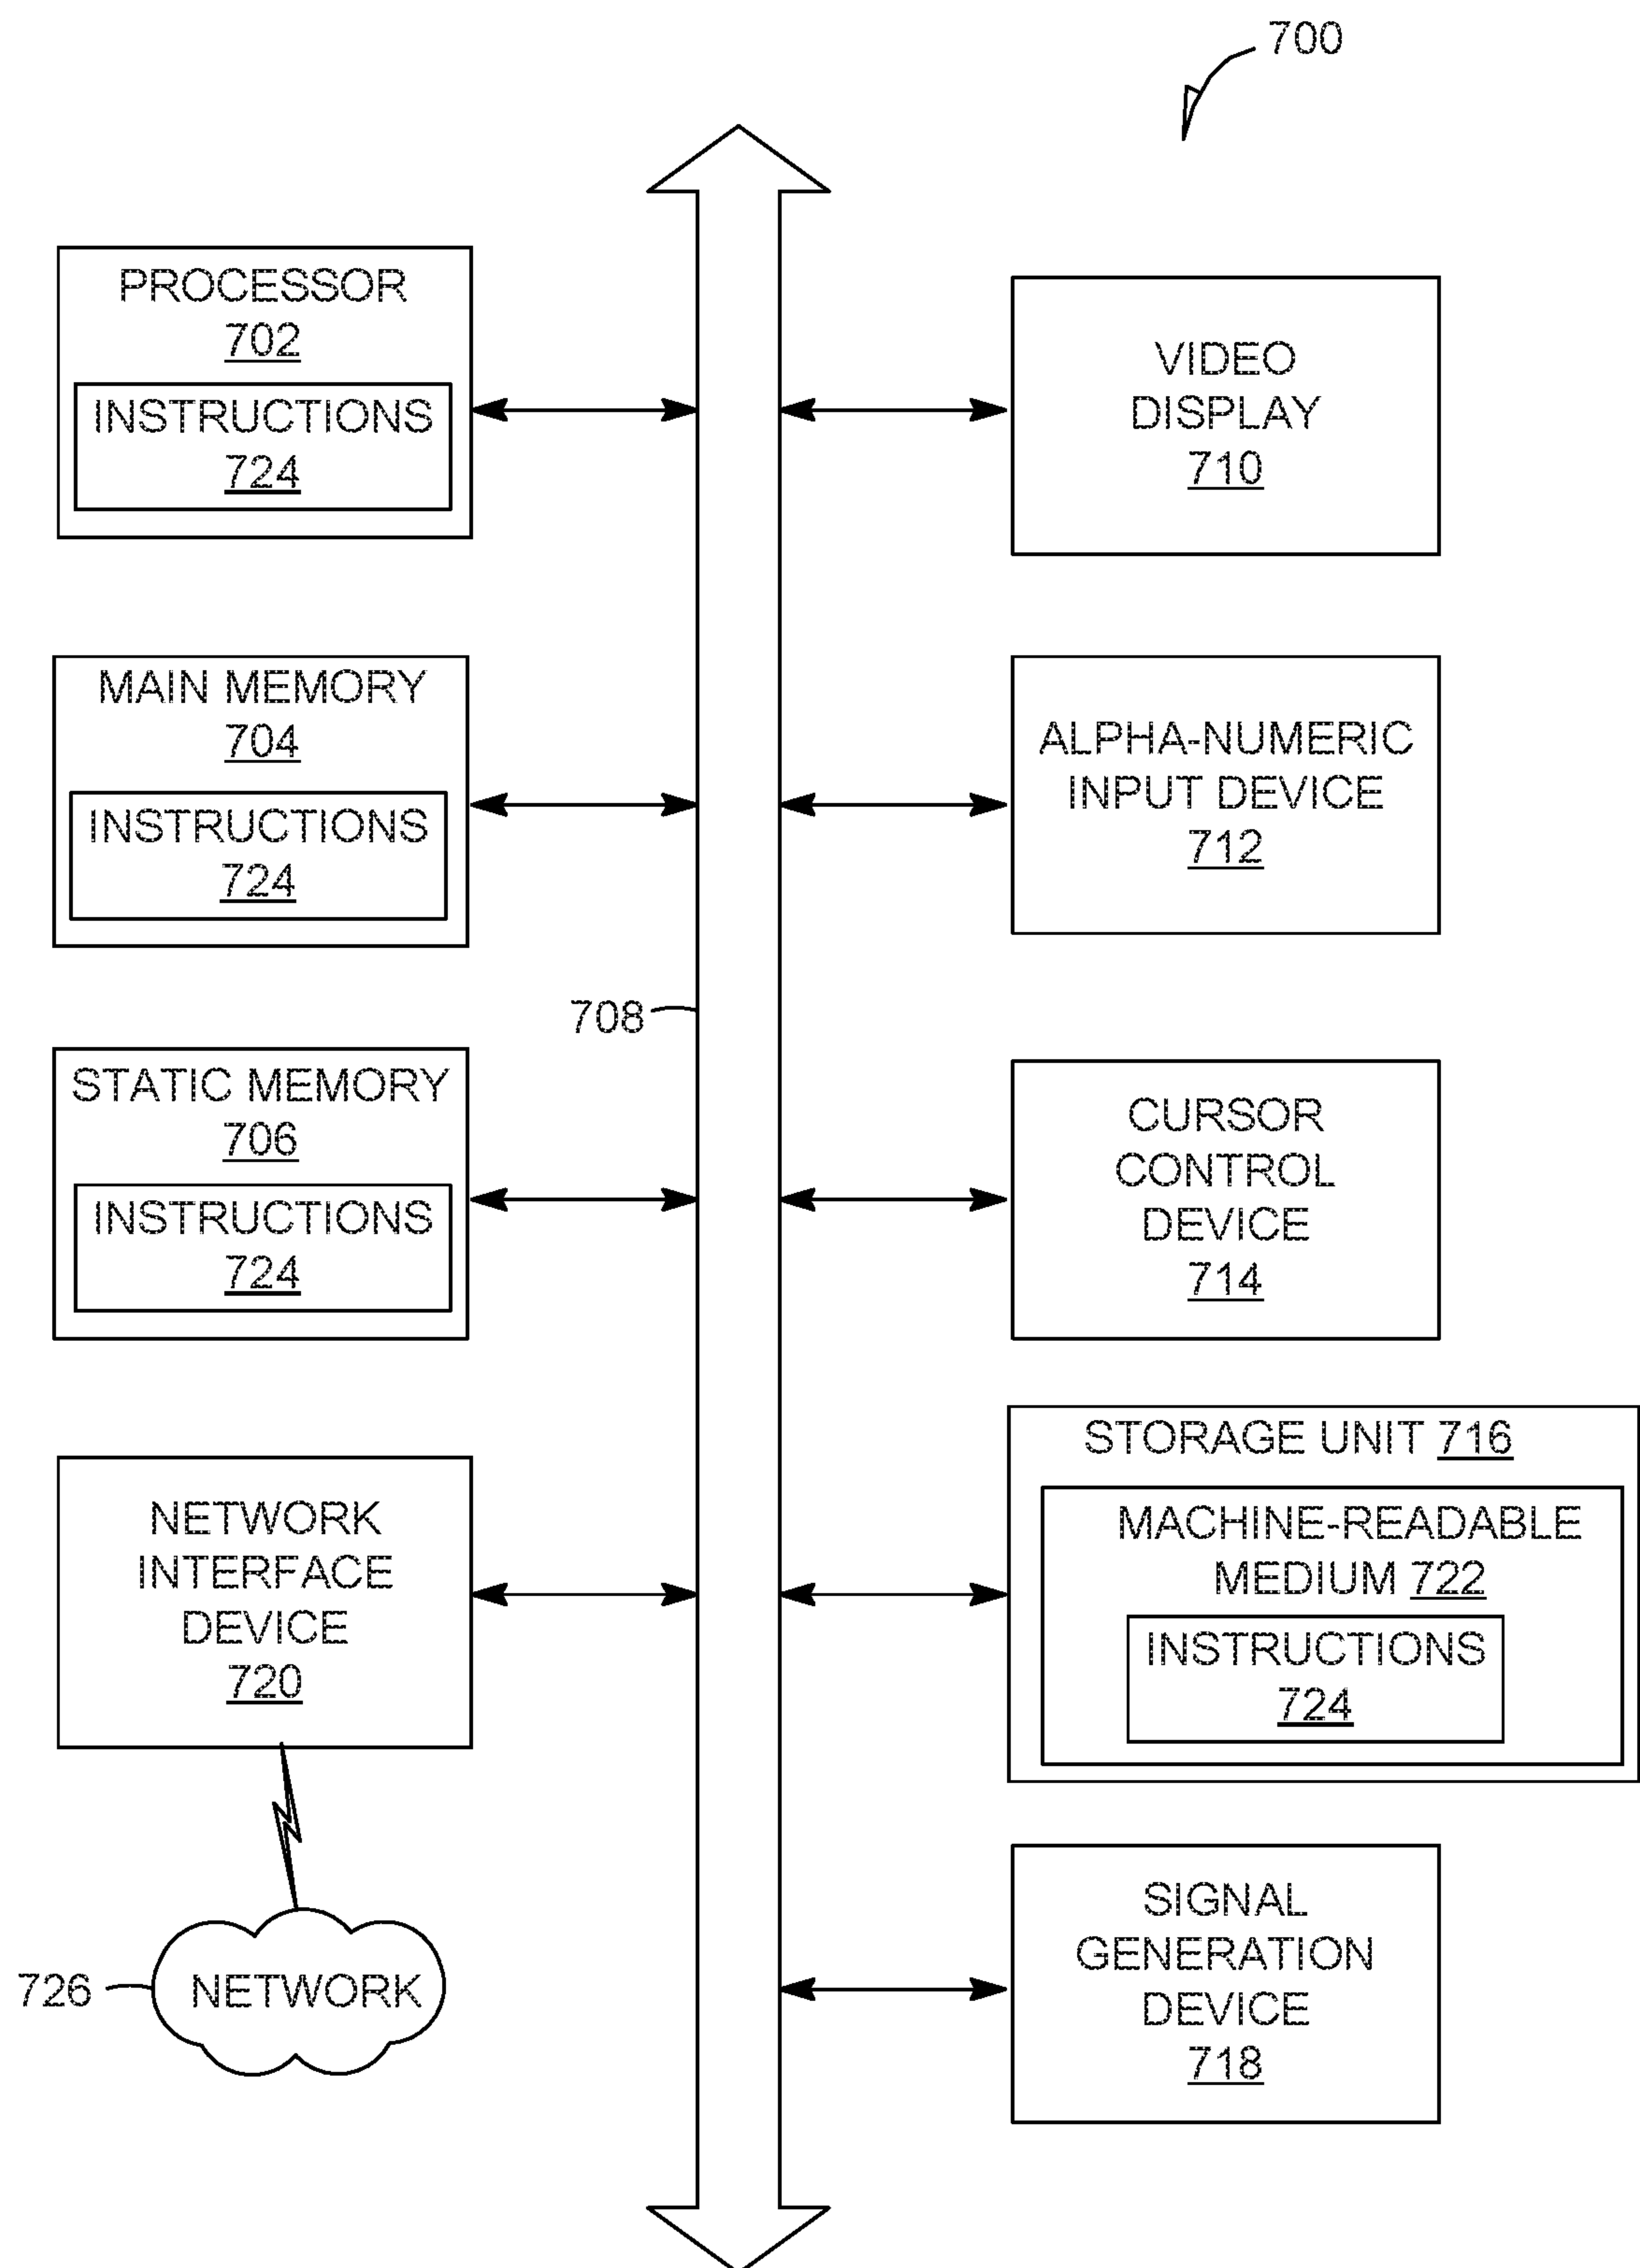 700
PROCESSOR
702
INSTRUCTIONS
724
MAIN MEMORY
704
INSTRUCTIONS
724
708
STATIC MEMORY
706
INSTRUCTIONS
724
NETWORK
INTERFACE
DEVICE
720
726
NETWORK
VIDEO
DISPLAY
710
ALPHA-NUMERIC
INPUT DEVICE
712
CURSOR
CONTROL
DEVICE
714
STORAGE UNIT 716
MACHINE-READABLE
MEDIUM 722
INSTRUCTIONS
724
SIGNAL
GENERATION
DEVICE
718